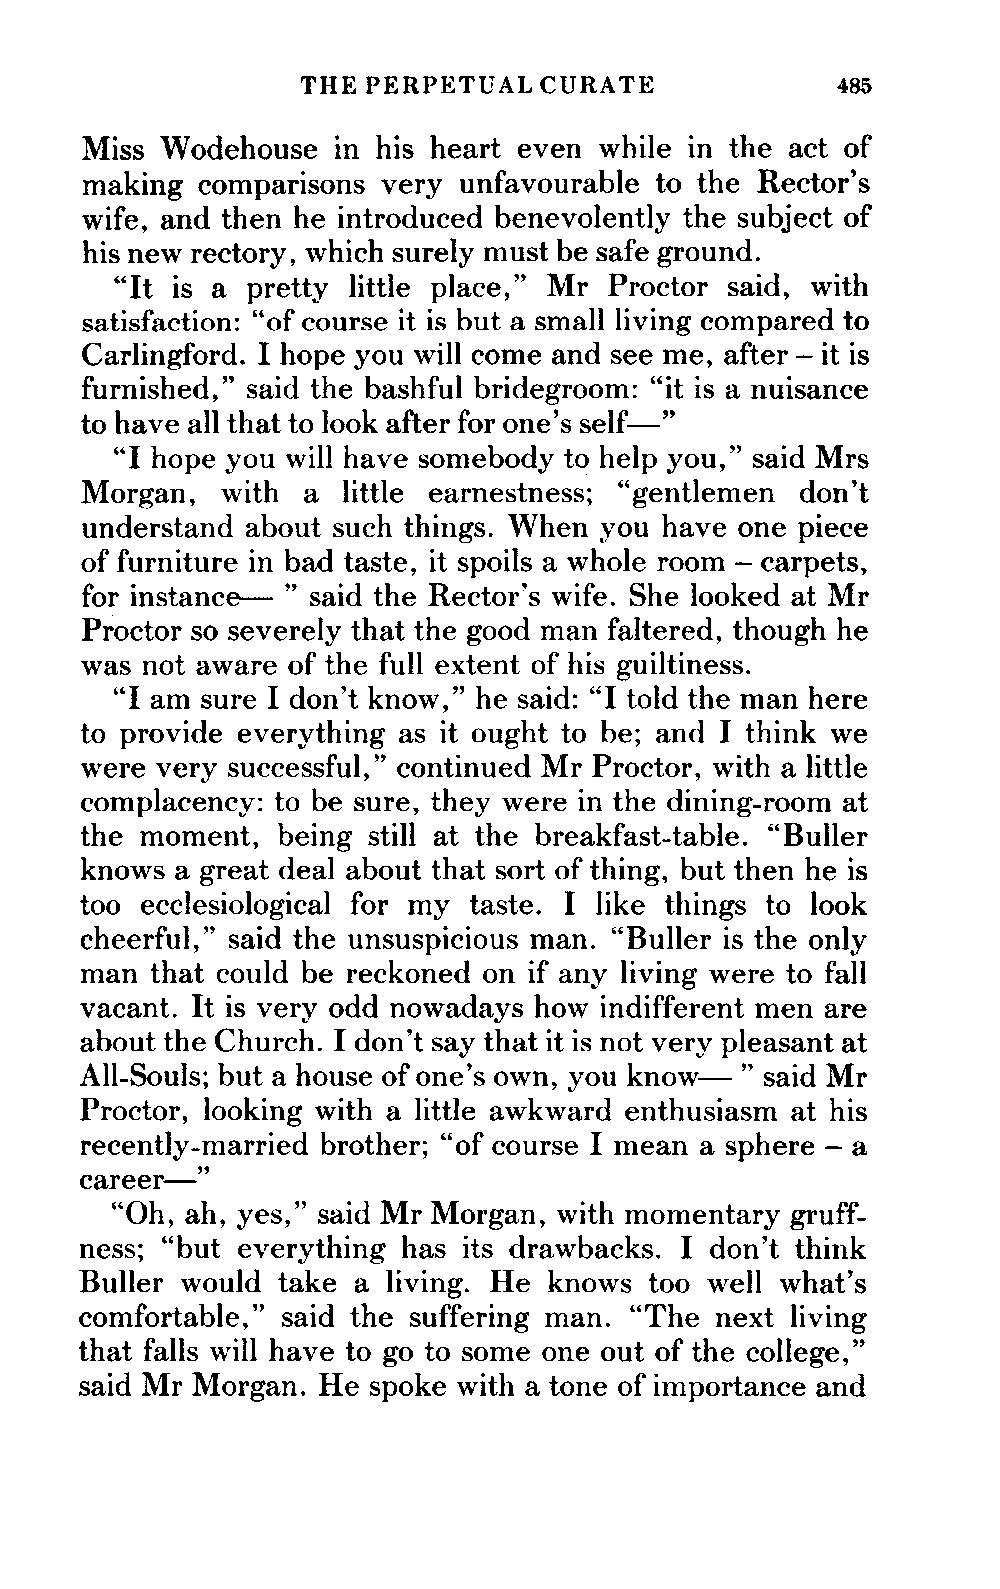 THE PERPETUAL CURATE 485
Miss Wodehouse in his heart even while in the act of
making comparisons very unfavourable to the Rector's
wife, and then he introduced benevolently the subject of
his new rectory, which surely must be safe ground.
“It is a pretty little place,” Mr Proctor said, with
satisfaction: “of course it is but a small living compared to
Carlingford. I hope you will come and see me, after – it is
furnished,” said the bashful bridegroom: “it is a nuisance
to have all that to look after for one's self—”
“I hope you will have somebody to help you,” said Mrs
Morgan, with a little earnestness; “gentlemen don't
understand about such things. When you have one piece
of furniture in bad taste, it spoils a whole room – carpets,
for instance— ” said the Rector's wife. She looked at Mr
Proctor so severely that the good man faltered, though he
was not aware of the full extent of his guiltiness.
“I am sure I don't know,” he said: “I told the man here
to provide everything as it ought to be; and I think we
were very successful,” continued Mr Proctor, with a little
complacency: to be sure, they were in the dining-room at
the moment, being still at the breakfast-table. “Buller
knows a great deal about that sort of thing, but then he is
too ecclesiological for my taste. I like things to look
cheerful,” said the unsuspicious man. “Buller is the only
man that could be reckoned on if any living were to fall
vacant. It is very odd nowadays how indifferent men are
about the Church. I don't say that it is not very pleasant at
All-Souls; but a house of one's own, you know— ” said Mr
Proctor, looking with a little awkward enthusiasm at his
recently-married brother; “of course I mean a sphere – a
career—”
“Oh, ah, yes,” said Mr Morgan, with momentary gruff-
ness; “but everything has its drawbacks. I don't think
Buller would take a living. He knows too well what's
comfortable,” said the suffering man. “The next living
that falls will have to go to some one out of the college,”
said Mr Morgan. He spoke with a tone of importance and